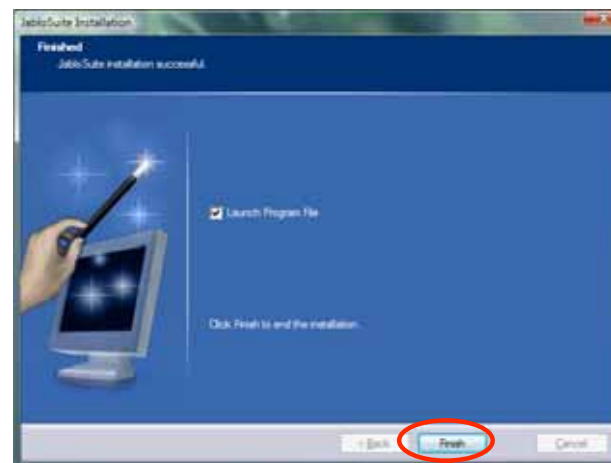 JabloSuite Installation
Finished
JabloSuite installation successful.
Launch Program File
Click Finish to end the installation.
< Back
Finish
Cancel